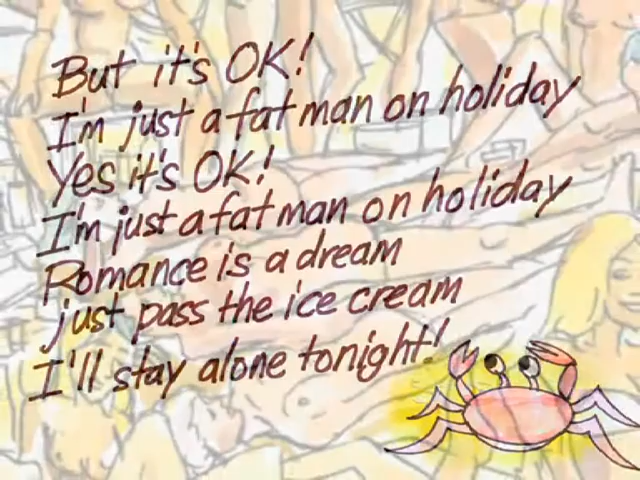 But it's OK!
I'm just a fat man on holiday
Yes it's OK!
I'm just a fat man on holiday
Romance is a dream
just pass the ice cream
I'll stay alone tonight!